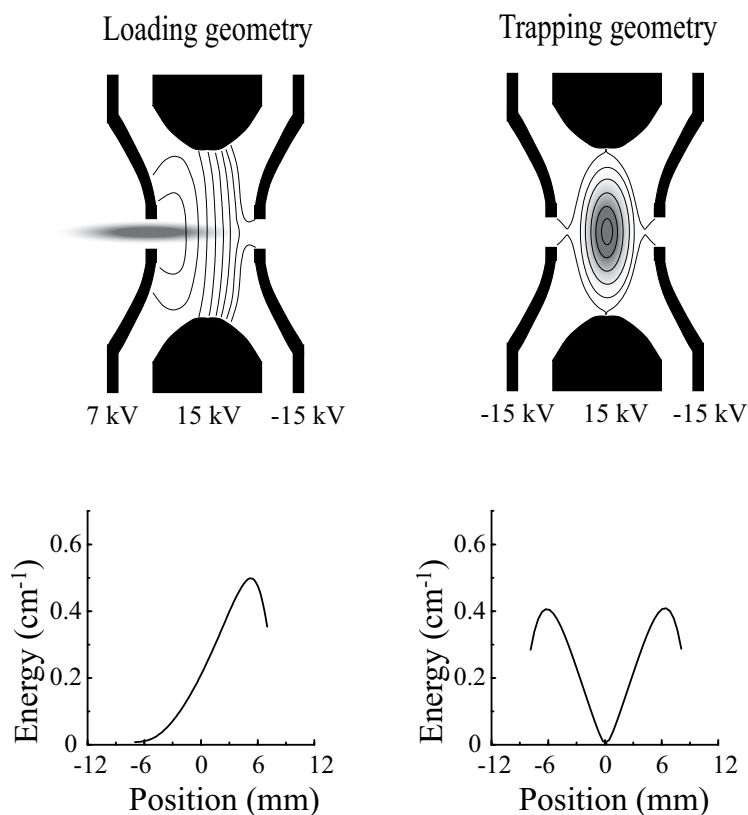 Loading geometry
Trapping geometry
7 kV 15 kV -15 kV
-15 kV 15 kV -15 kV
Energy (cm-1)
0.6
0.4
0.2
0
-12 -6 0 6 12
Position (mm)
Energy (cm-1)
0.6
0.4
0.2
0
-12 -6 0 6 12
Position (mm)